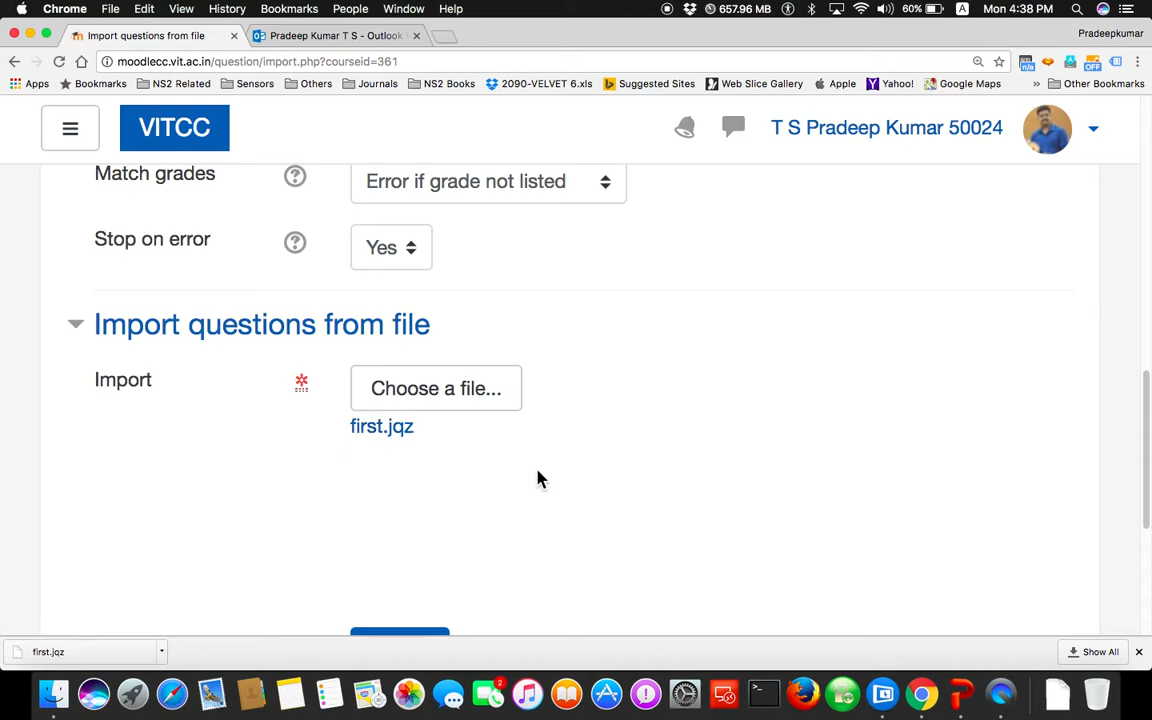 Chrome File Edit View History Bookmarks People Window Help 657.96 MB 60% A Mon 4:38 PM
Import questions from file Pradeep Kumar T S - Outlook Pradeepkumar
moodlecc.vit.ac.in/question/import.php?courseid=361
Apps Bookmarks NS2 Related Sensors Others Journals NS2 Books 2090-VELVET 6.xls Suggested Sites Web Slice Gallery Apple Yahoo! Google Maps » Other Bookmarks
VITCC T S Pradeep Kumar 50024
Match grades Error if grade not listed
Stop on error Yes
Import questions from file
Import Choose a file...
first.jqz
first.jqz Show All
2